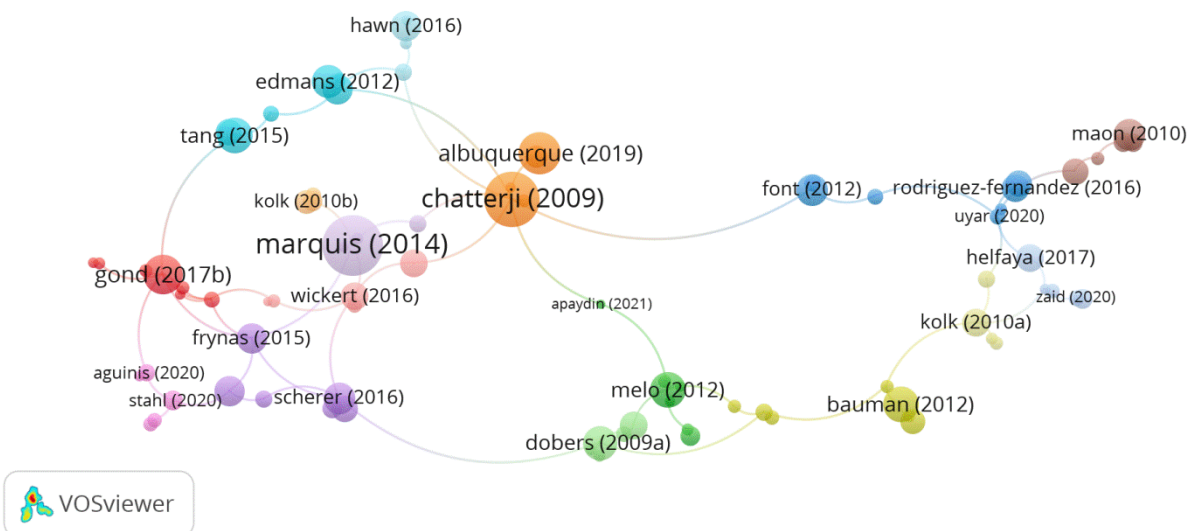 hawn (2016)
edmans (2012)
tang (2015)
maon (2010)
albuquerque (2019)
kolk (2010b)
chatterji (2009)
font (2012)
rodriguez-fernandez (2016)
uyar (2020)
marquis (2014)
helfaya (2017)
gond (2017b)
wickert (2016)
zaid (2020)
apaydin (2021)
kolk (2010a)
frynas (2015)
aguinis (2020)
stahl (2020)
scherer (2016)
melo (2012)
bauman (2012)
dobers (2009a)
VOSviewer